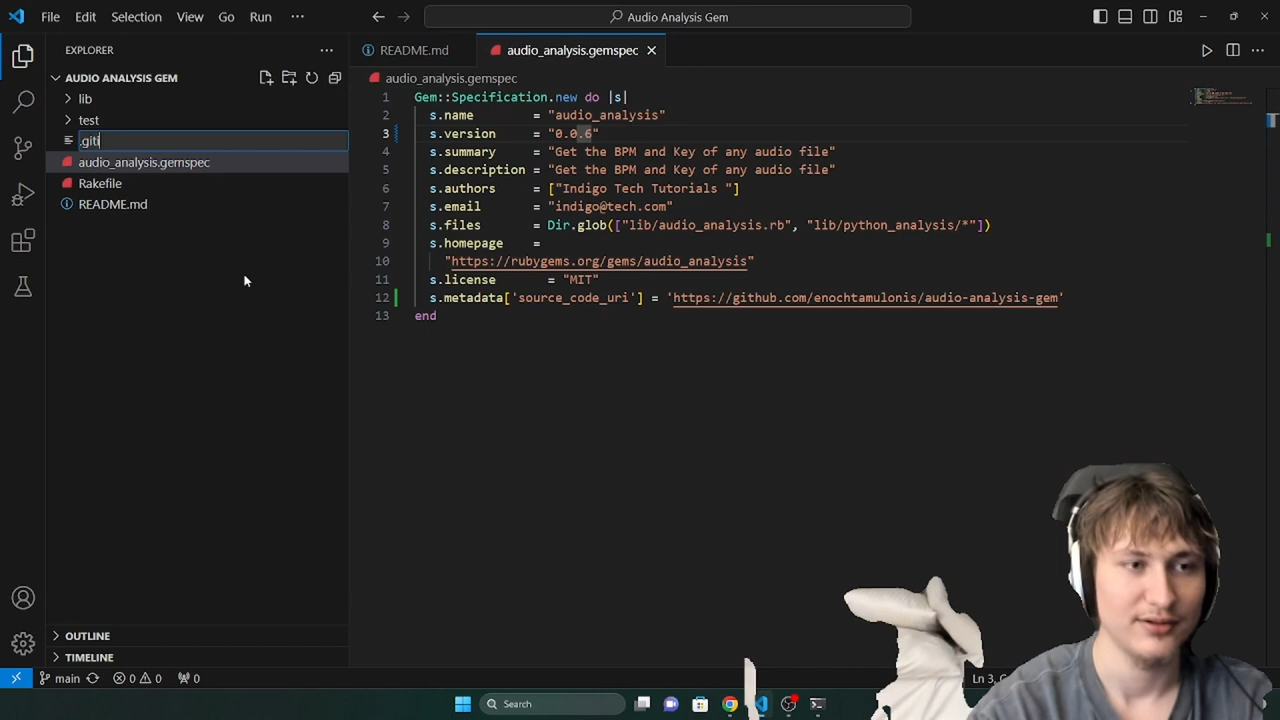 File Edit Selection View Go Run ···
Audio Analysis Gem
EXPLORER
AUDIO ANALYSIS GEM
lib
test
.giti
audio_analysis.gemspec
Rakefile
README.md
OUTLINE
TIMELINE
README.md
audio_analysis.gemspec
audio_analysis.gemspec
1 Gem::Specification.new do |s|
2 s.name = "audio_analysis"
3 s.version = "0.0.6"
4 s.summary = "Get the BPM and Key of any audio file"
5 s.description = "Get the BPM and Key of any audio file"
6 s.authors = ["Indigo Tech Tutorials "]
7 s.email = "indigo@tech.com"
8 s.files = Dir.glob(["lib/audio_analysis.rb", "lib/python_analysis/*"])
9 s.homepage =
10 "https://rubygems.org/gems/audio_analysis"
11 s.license = "MIT"
12 s.metadata['source_code_uri'] = 'https://github.com/enochtamulonis/audio-analysis-gem'
13 end
main 0 0 0
Ln 3,
Search